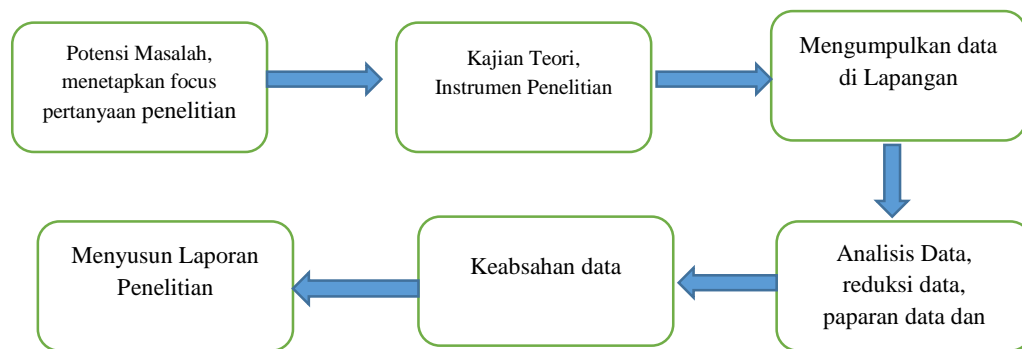 Potensi Masalah,
menetapkan focus
pertanyaan penelitian
Kajian Teori,
Instrumen Penelitian
Mengumpulkan data
di Lapangan
Analisis Data,
reduksi data,
paparan data dan
Keabsahan data
Menyusun Laporan
Penelitian